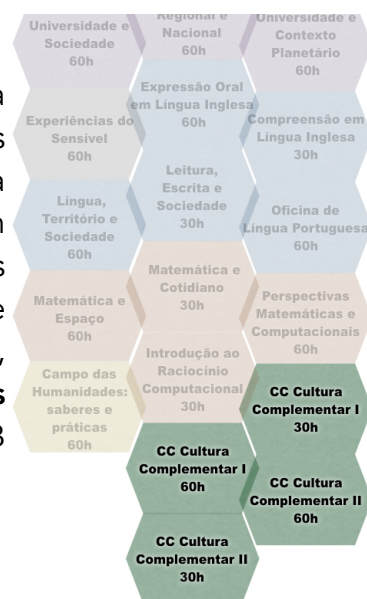 Universidade e
Sociedade
60h
Experiências do
Sensível
60h
Língua,
Território e
Sociedade
60h
Matemática e
Espaço
60h
Campo das
Humanidades:
saberes e
práticas
60h
Regional e
Nacional
60h
Expressão Oral
em Língua Inglesa
60h
Leitura,
Escrita e
Sociedade
30h
Matemática e
Cotidiano
30h
Introdução ao
Raciocínio
Computacional
30h
CC Cultura
Complementar I
60h
CC Cultura
Complementar II
30h
Universidade e
Contexto
Planetário
60h
Compreensão em
Língua Inglesa
30h
Oficina de
Língua Portuguesa
60h
Perspectivas
Matemáticas e
Computacionais
60h
CC Cultura
Complementar I
30h
CC Cultura
Complementar II
60h